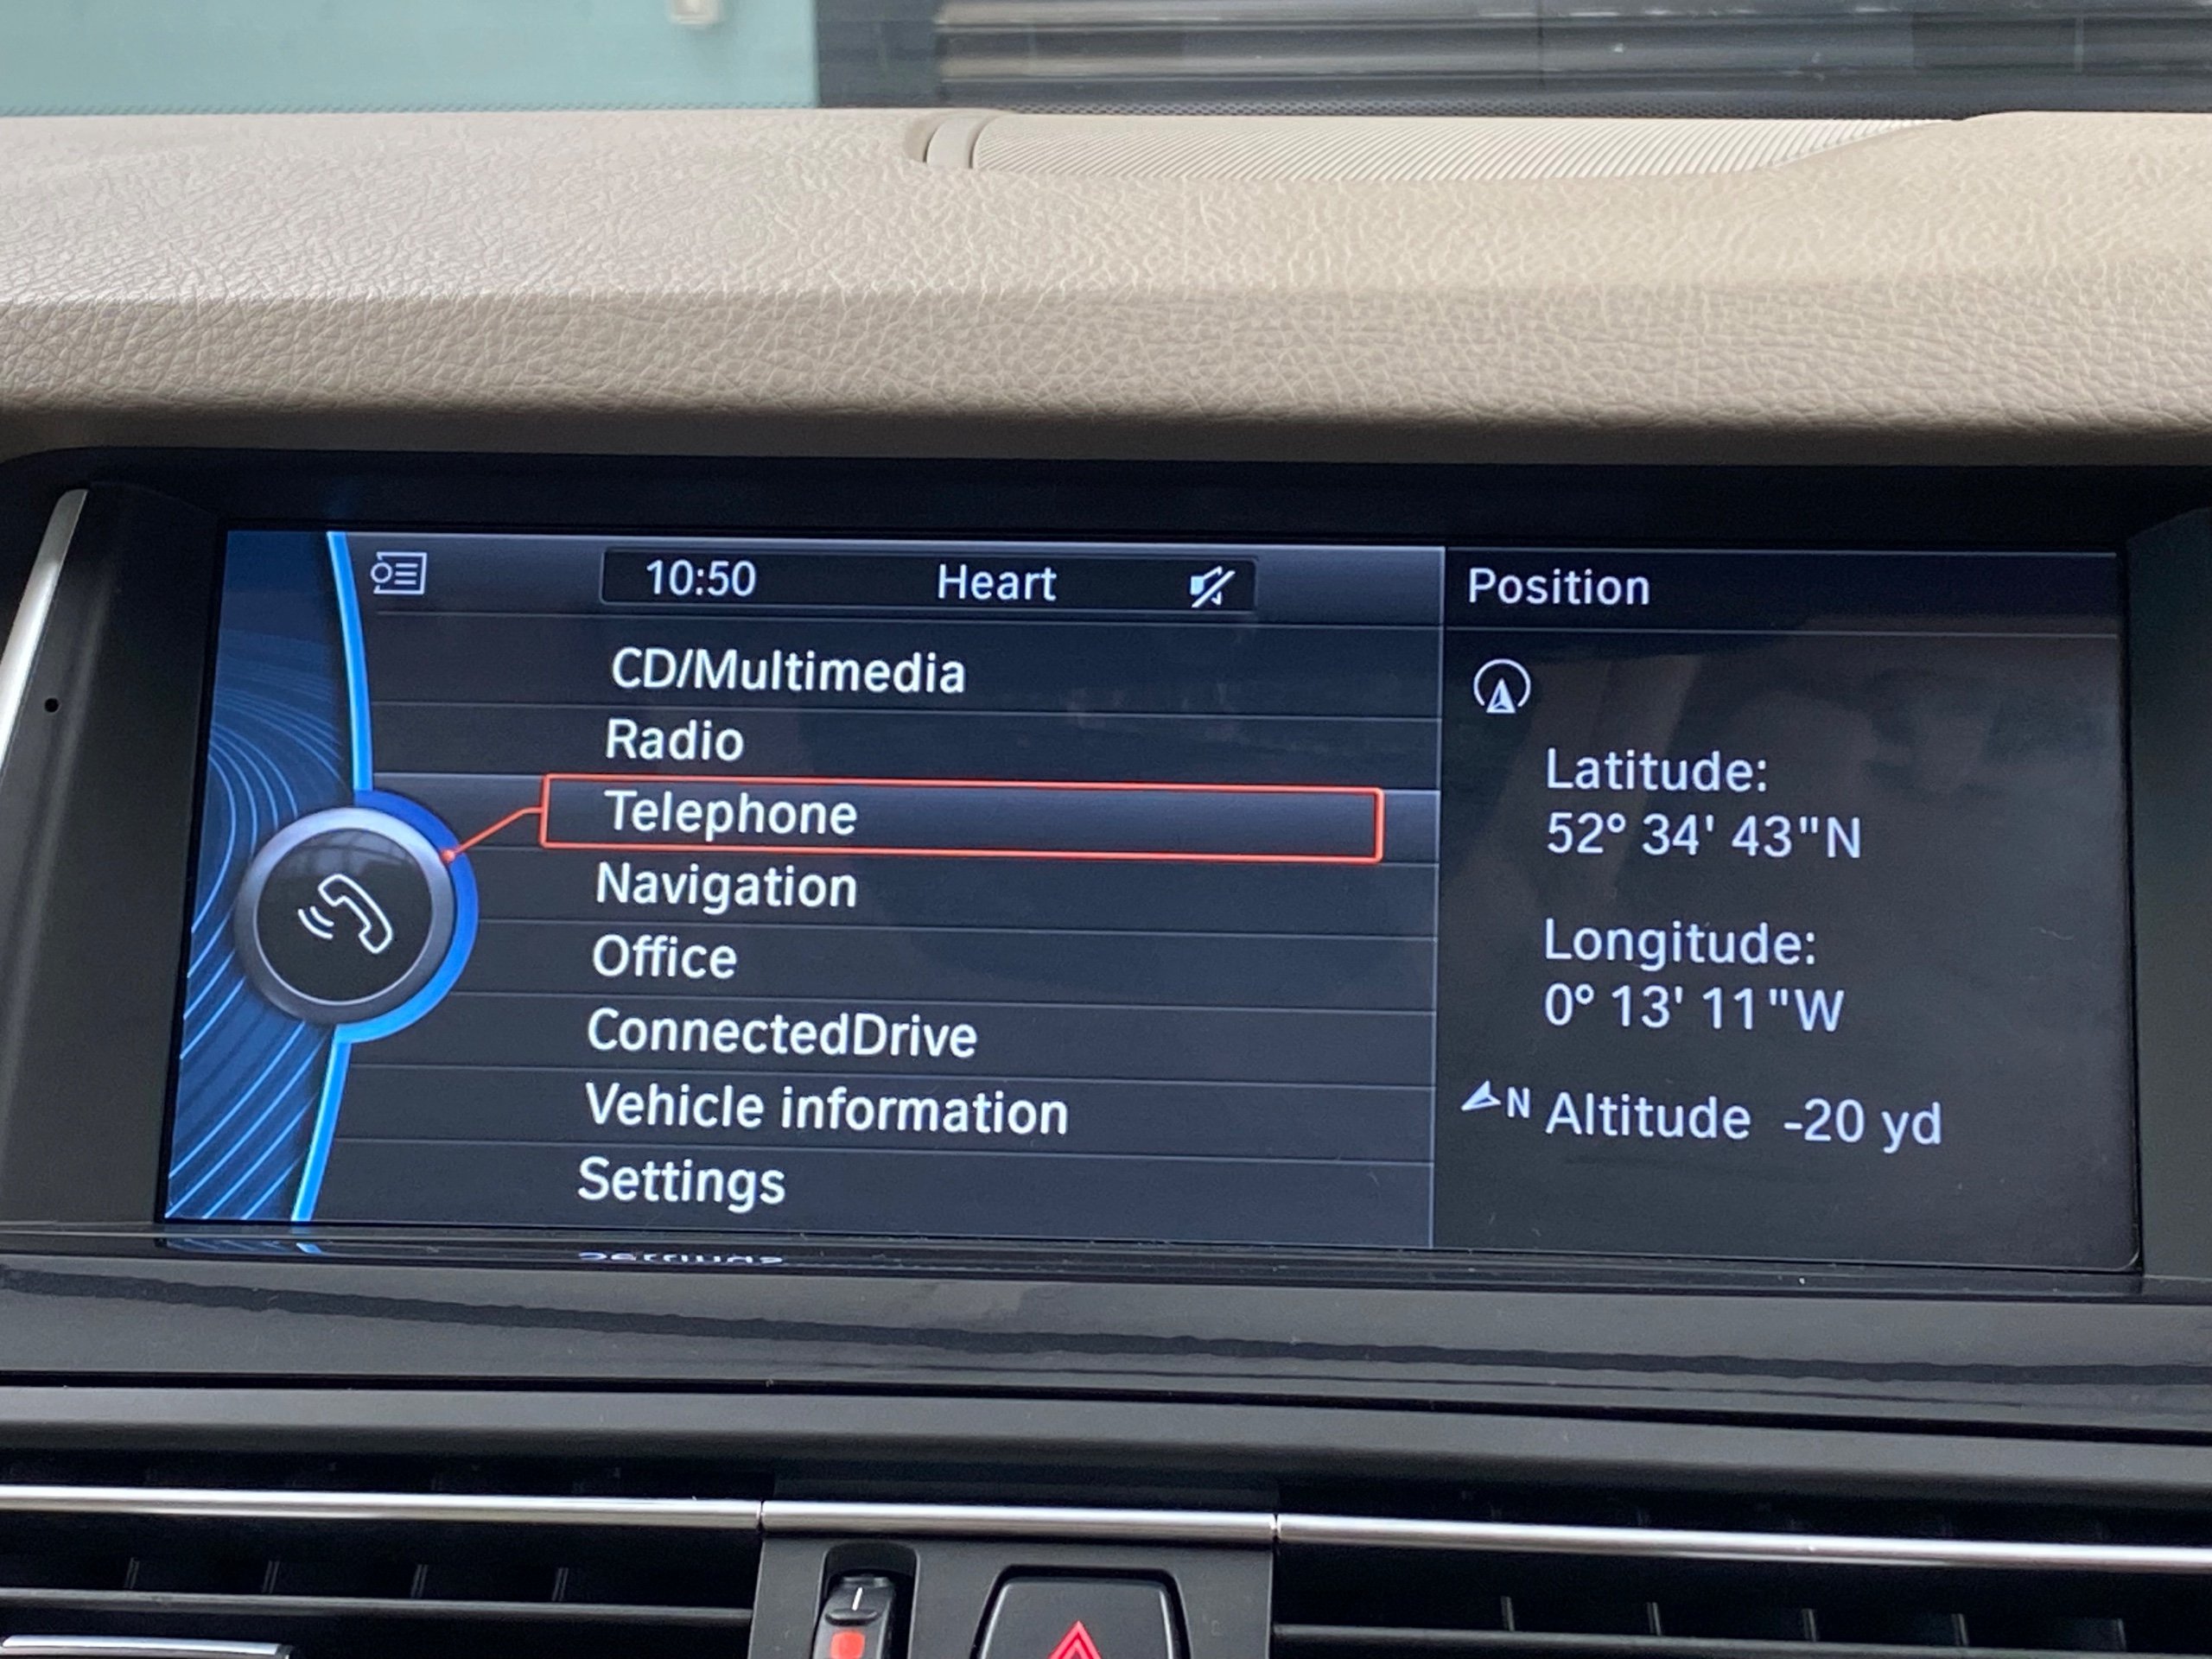 10:50 Heart
CD/Multimedia
Radio
Telephone
Navigation
Office
ConnectedDrive
Vehicle information
Settings
Position
Latitude:
52° 34' 43"N
Longitude:
0° 13' 11"W
N Altitude -20 yd